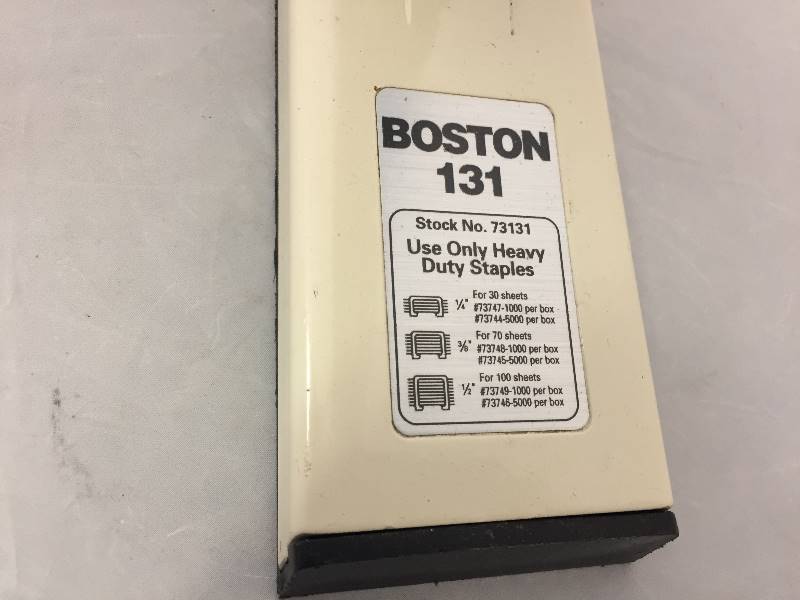 BOSTON
131
Stock No. 73131
Use Only Heavy
Duty Staples
For 30 sheets
1/4" #73747-1000 per box
#73744-5000 per box
For 70 sheets
3/8" #73748-1000 per box
#73745-5000 per box
For 100 sheets
1/2" #73749-1000 per box
#73746-5000 per box